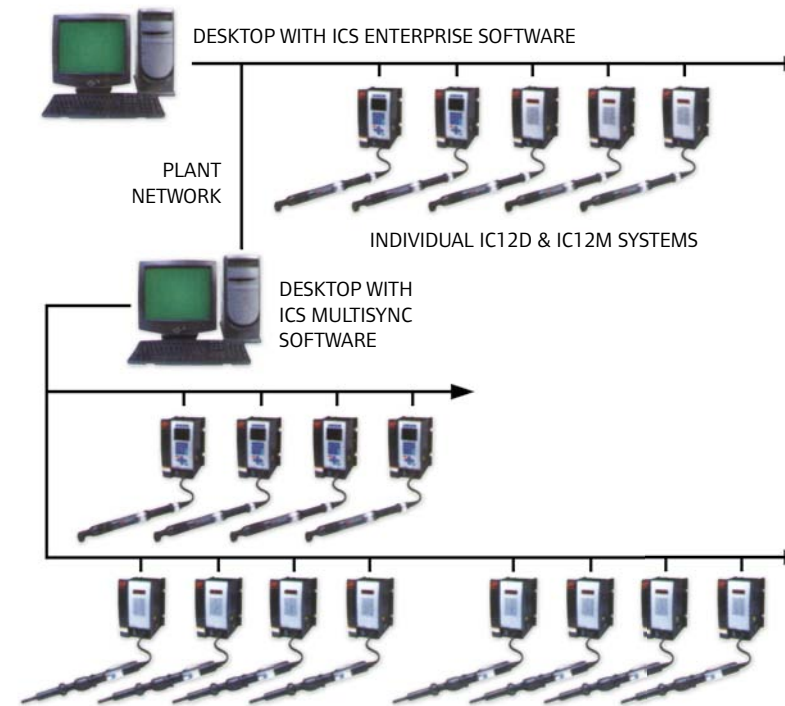 DESKTOP WITH ICS ENTERPRISE SOFTWARE
PLANT
NETWORK
INDIVIDUAL IC12D & IC12M SYSTEMS
DESKTOP WITH
ICS MULTISYNC
SOFTWARE